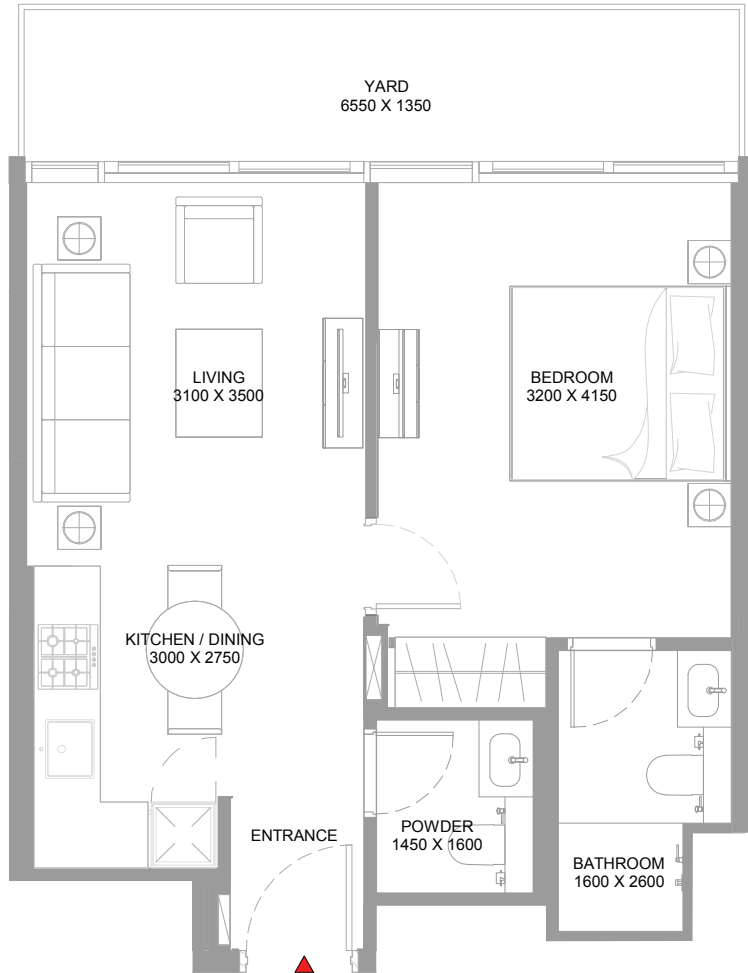 YARD
6550 X 1350
LIVING
3100 X 3500
BEDROOM
3200 X 4150
KITCHEN / DINING
3000 X 2750
ENTRANCE
POWDER
1450 X 1600
BATHROOM
1600 X 2600